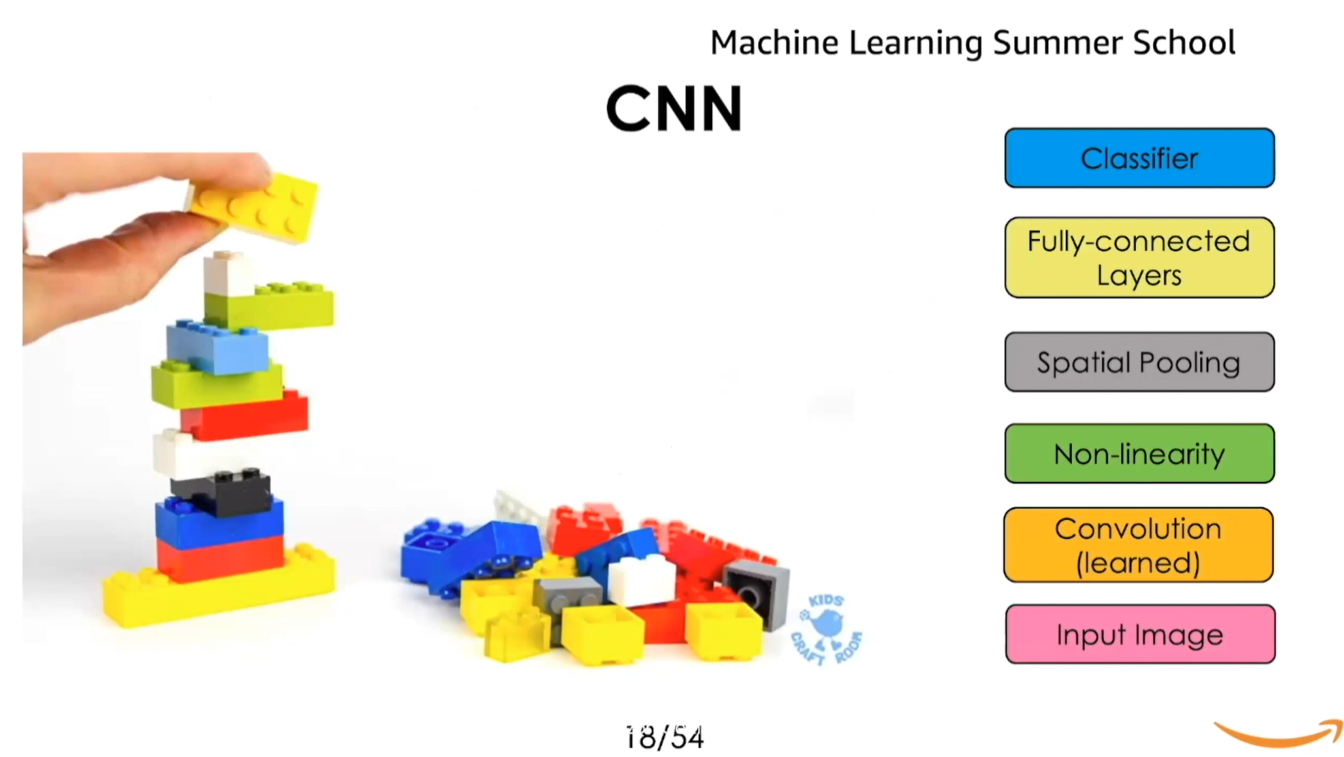 Machine Learning Summer School
CNN
Classifier
Fully-connected
Layers
Spatial Pooling
Non-linearity
Convolution
(learned)
Input Image
KIDS
CRAFT ROOM
18/54